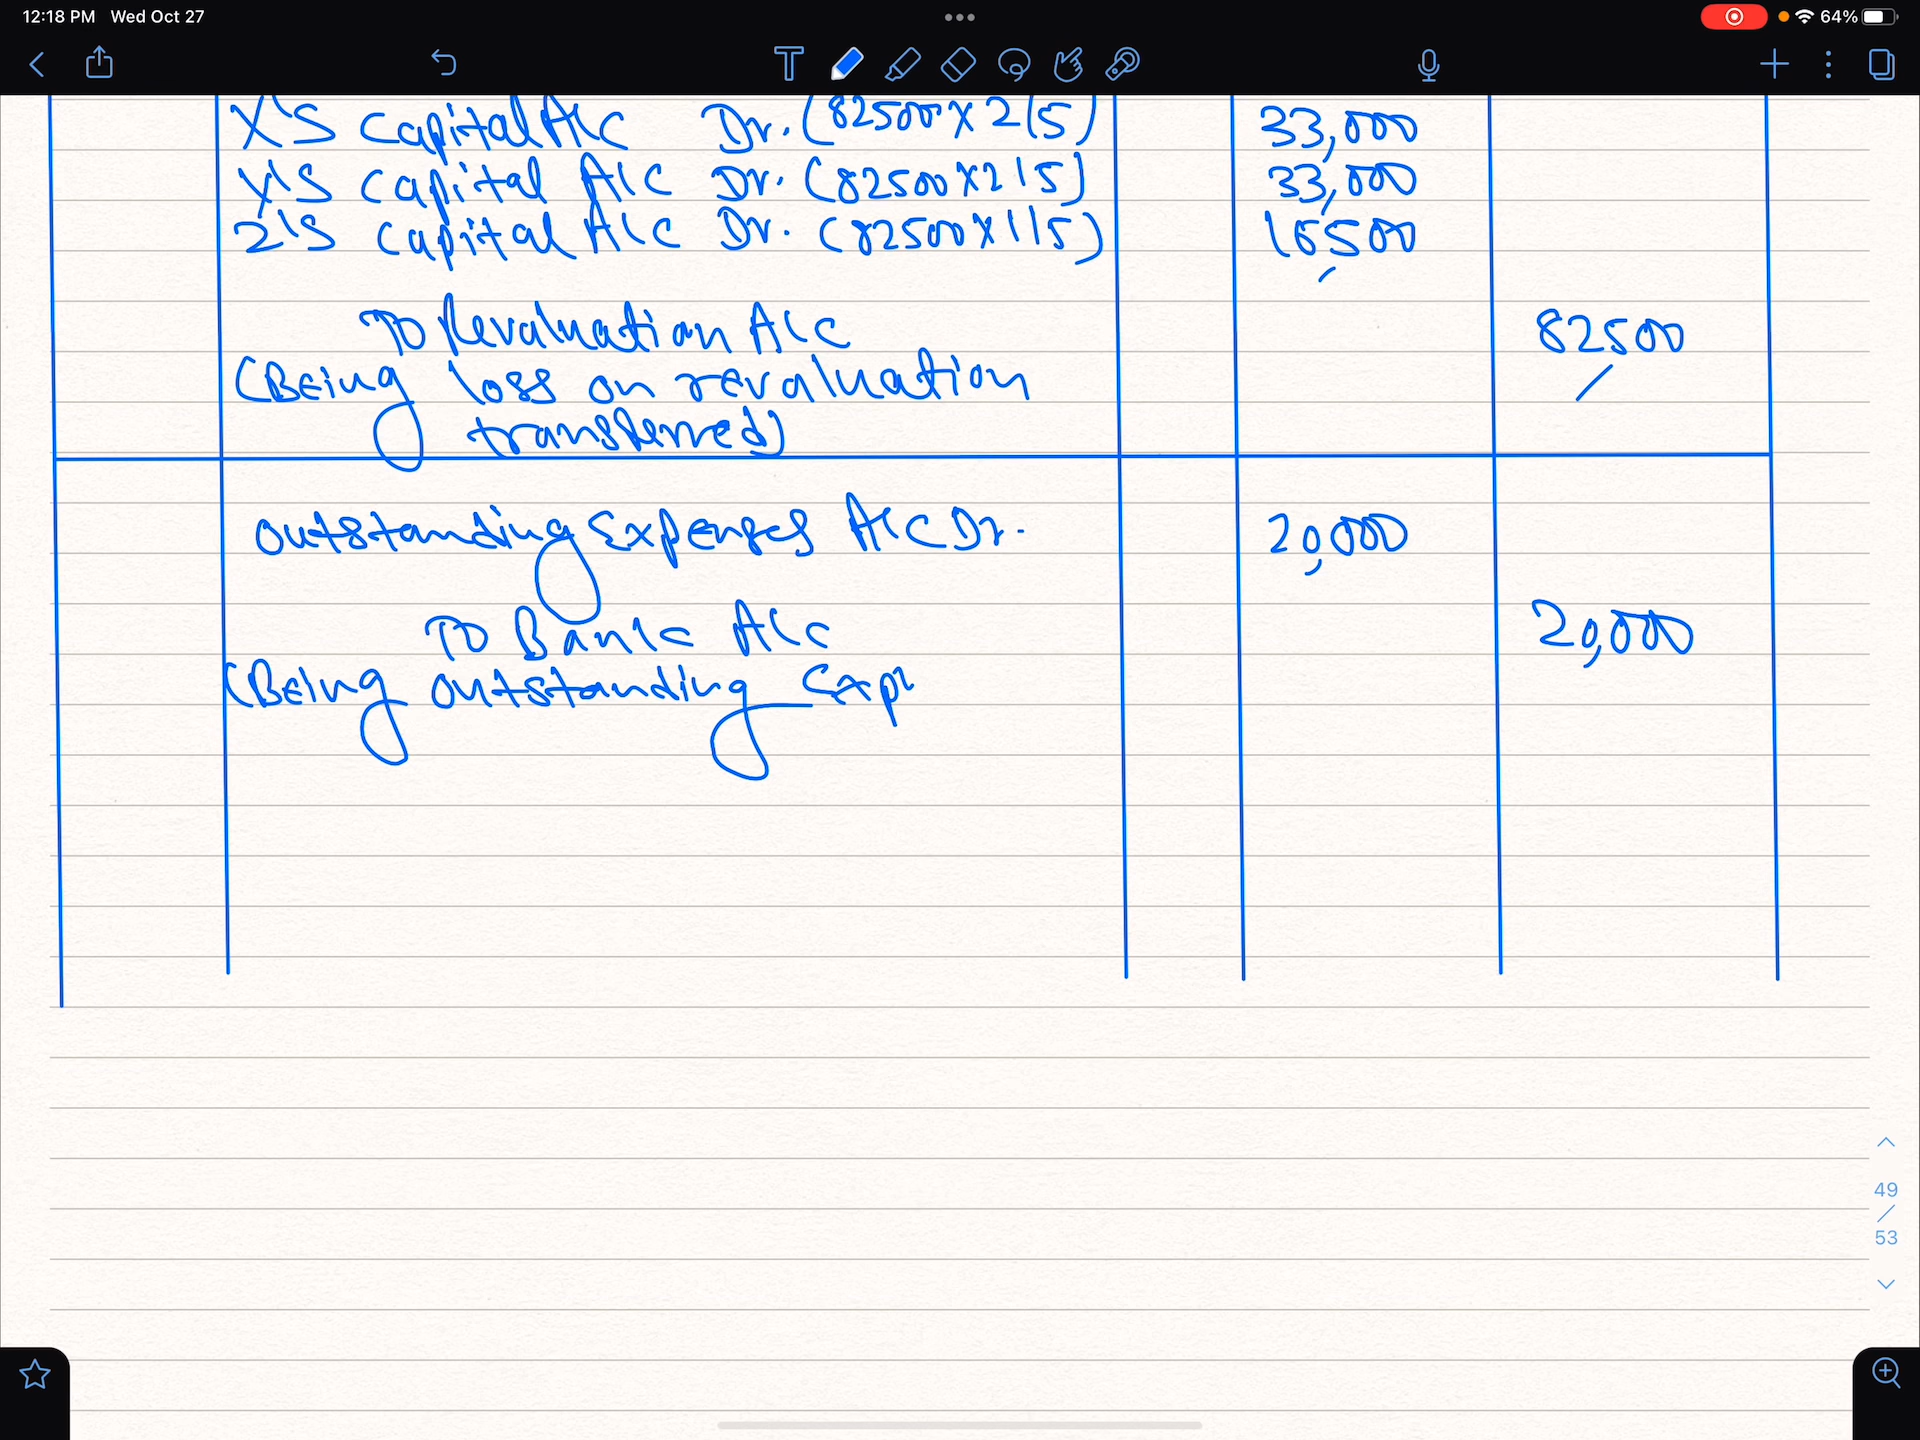 12:18 PM Wed Oct 27
64%
X'S Capital A/C Dr. (82500 X 2/5) 33,000
Y'S Capital A/C Dr. (82500 X 2/5) 33,000
Z'S Capital A/C Dr. (82500 X 1/5) 16,500
To Revaluation A/C 82500
(Being loss on revaluation
transferred)
Outstanding Expenses A/C Dr. 20,000
To Bank A/C 20,000
(Being outstanding Exp
49
/
53